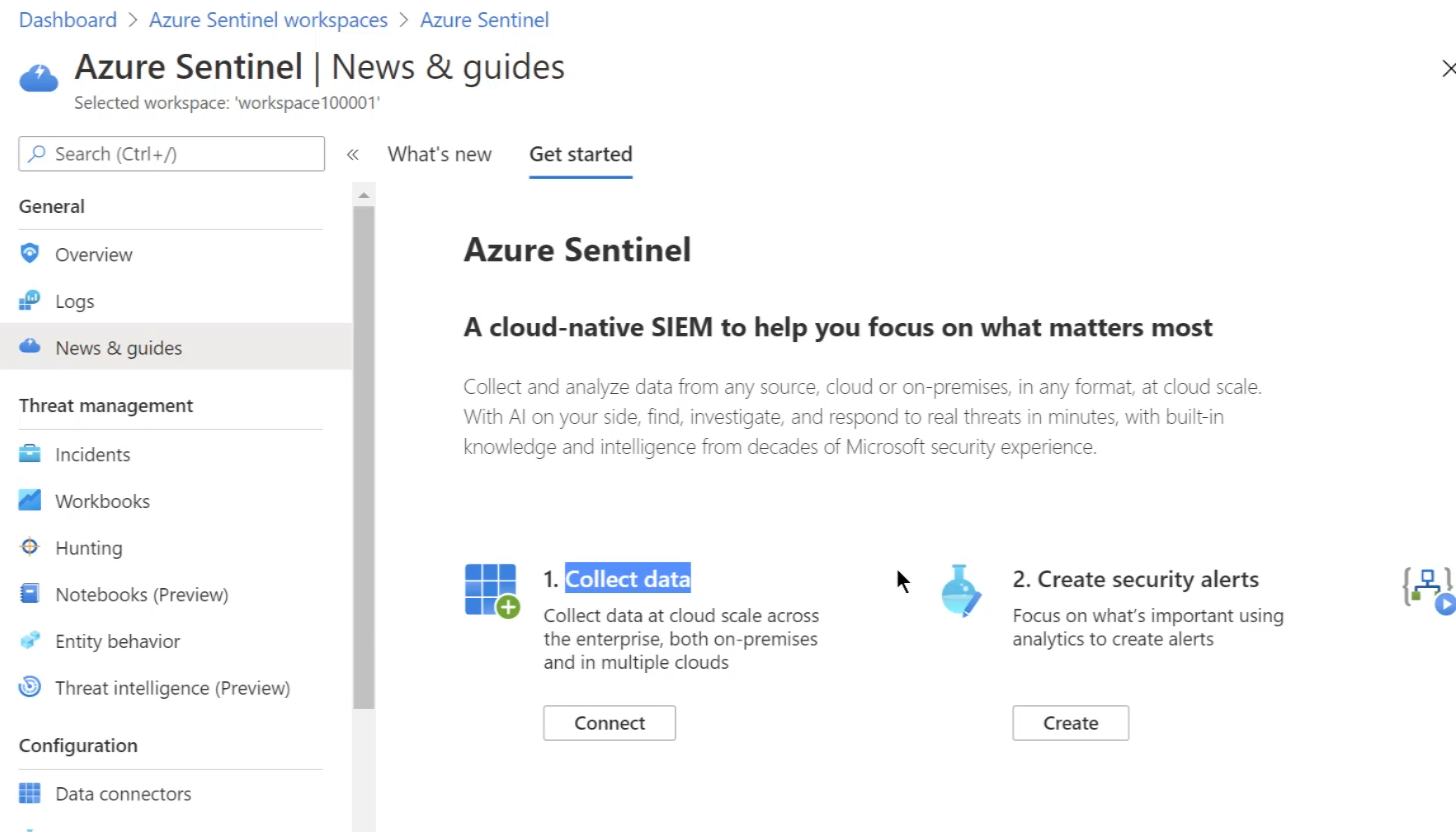 Dashboard > Azure Sentinel workspaces > Azure Sentinel
Azure Sentinel | News & guides
Selected workspace: 'workspace100001'
Search (Ctrl+/)
«
What's new
Get started
General
Overview
Logs
News & guides
Threat management
Incidents
Workbooks
Hunting
Notebooks (Preview)
Entity behavior
Threat intelligence (Preview)
Configuration
Data connectors
Azure Sentinel
A cloud-native SIEM to help you focus on what matters most
Collect and analyze data from any source, cloud or on-premises, in any format, at cloud scale.
With AI on your side, find, investigate, and respond to real threats in minutes, with built-in
knowledge and intelligence from decades of Microsoft security experience.
1. Collect data
Collect data at cloud scale across
the enterprise, both on-premises
and in multiple clouds
Connect
2. Create security alerts
Focus on what's important using
analytics to create alerts
Create